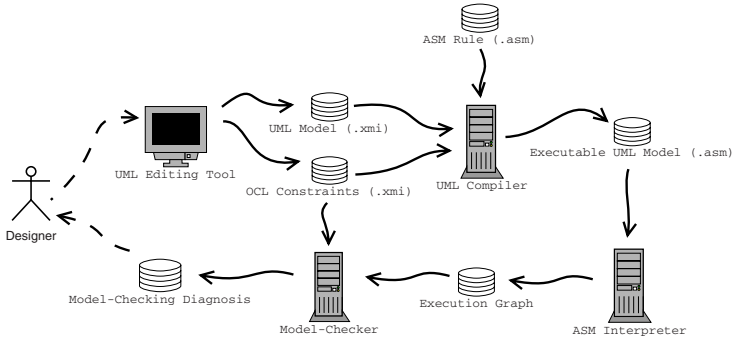 ASM Rule (.asm)
UML Model (.xmi)
UML Editing Tool
OCL Constraints (.xmi)
UML Compiler
Executable UML Model (.asm)
Designer
Model-Checking Diagnosis
Model-Checker
Execution Graph
ASM Interpreter